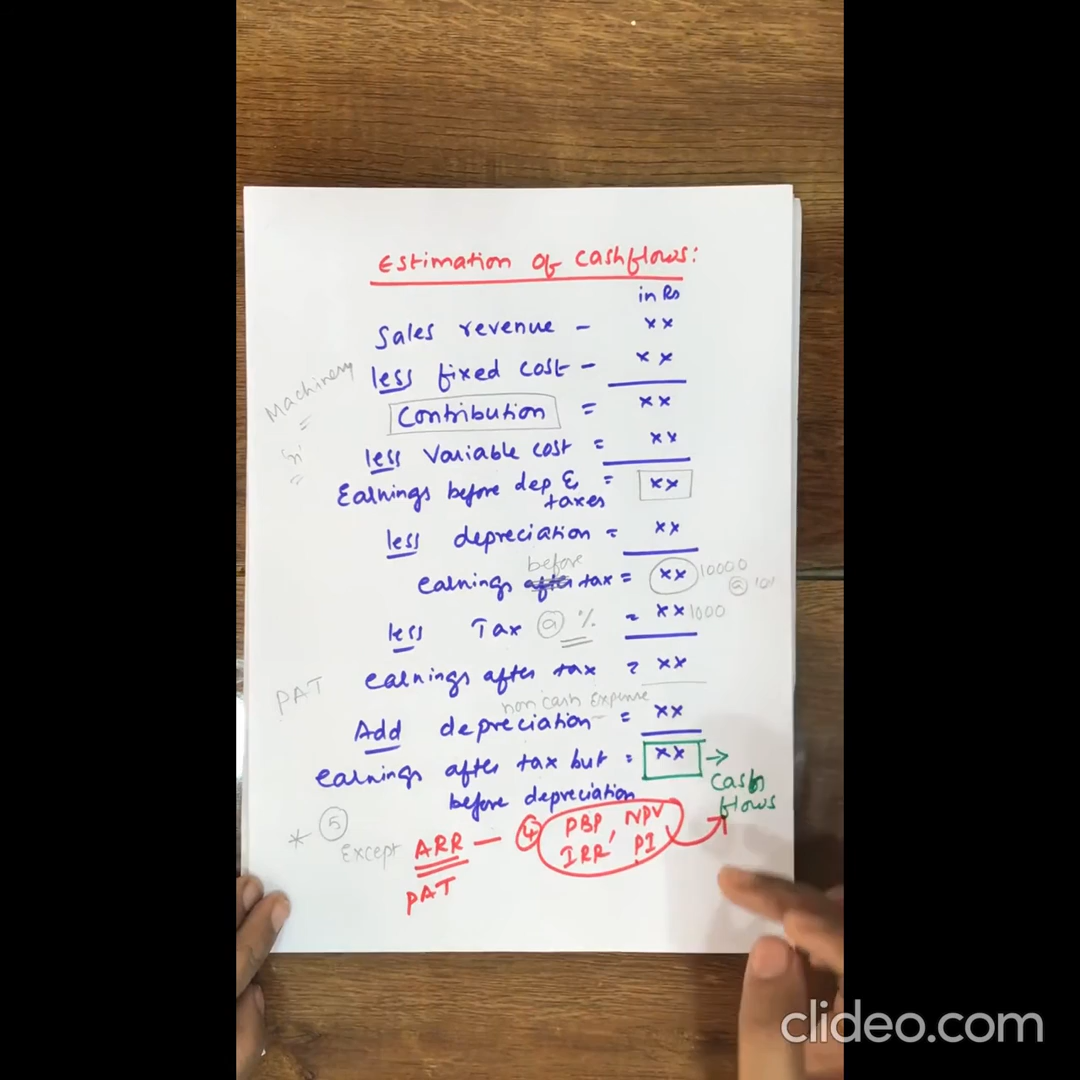 Estimation of Cashflows:
in Rs
Sales revenue - xx
less fixed cost - xx
Machinery
Contribution = xx
less Variable cost = xx
Earnings before dep & taxes = xx
less depreciation = xx
before
earnings after tax = xx 10000
less Tax @ % = xx 1000
earnings after tax = xx
PAT
non cash Expense
Add depreciation = xx
earnings after tax but = xx → Cash flows
before depreciation
* 5 Except ARR - 4 PBP, NPV
IRR, PI
PAT
clideo.com